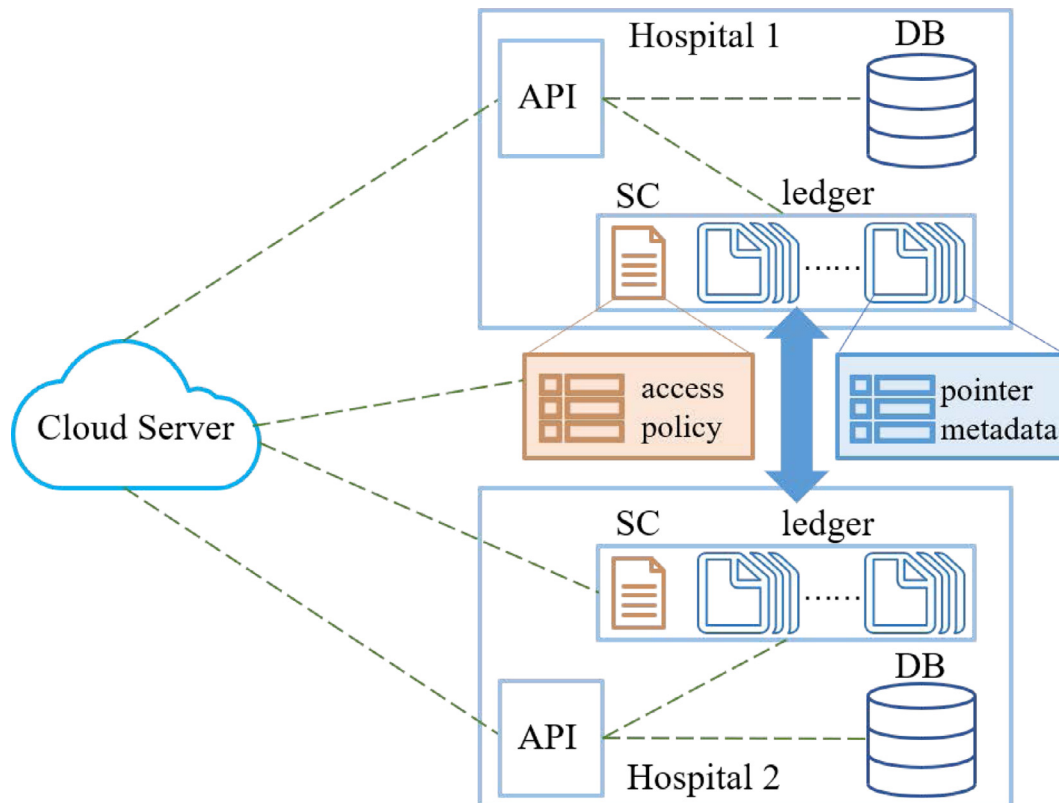 Hospital 1
DB
API
SC
ledger
......
access
policy
pointer
metadata
Cloud Server
SC
ledger
......
DB
API
Hospital 2